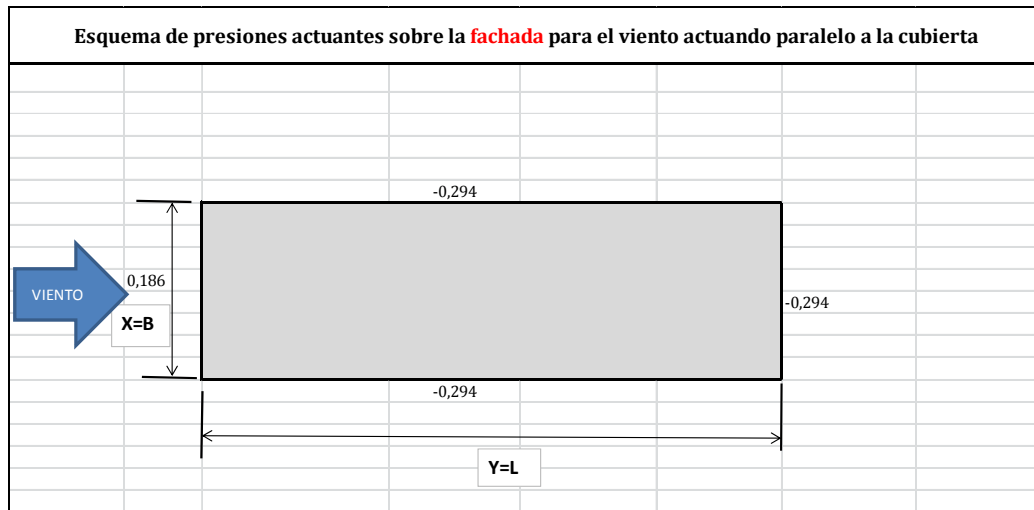 Esquema de presiones actuantes sobre la fachada para el viento actuando paralelo a la cubierta
-0,294
0,186
VIENTO
-0,294
X=B
-0,294
Y=L